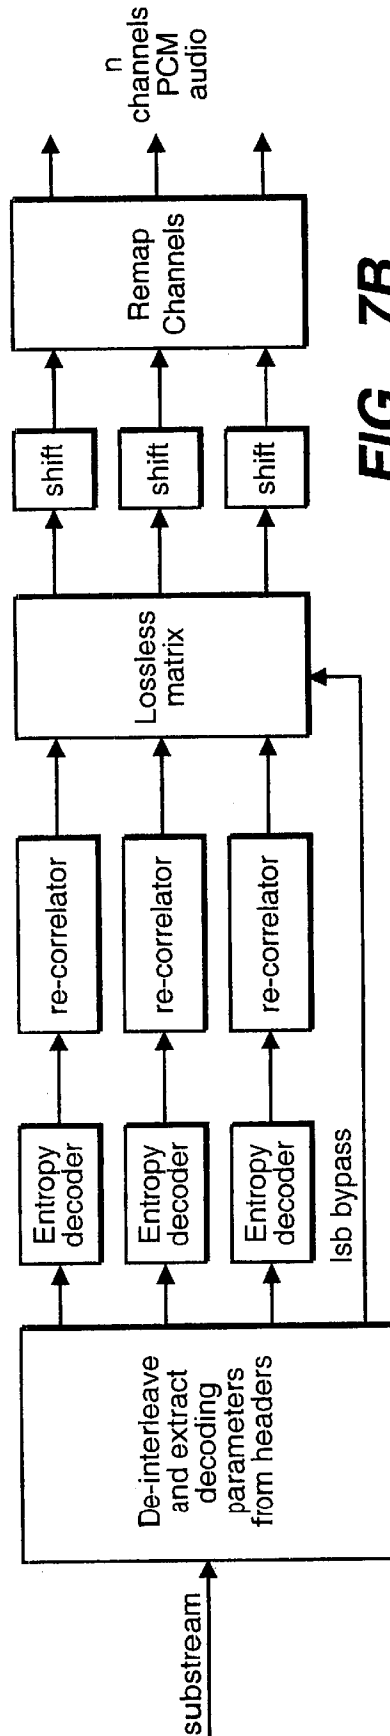 substream
De-interleave
and extract
decoding
parameters
from headers
Entropy
decoder
Entropy
decoder
Entropy
decoder
lsb bypass
re-correlator
re-correlator
re-correlator
Lossless
matrix
shift
shift
shift
Remap
Channels
n
channels
PCM
audio
FIG 7B